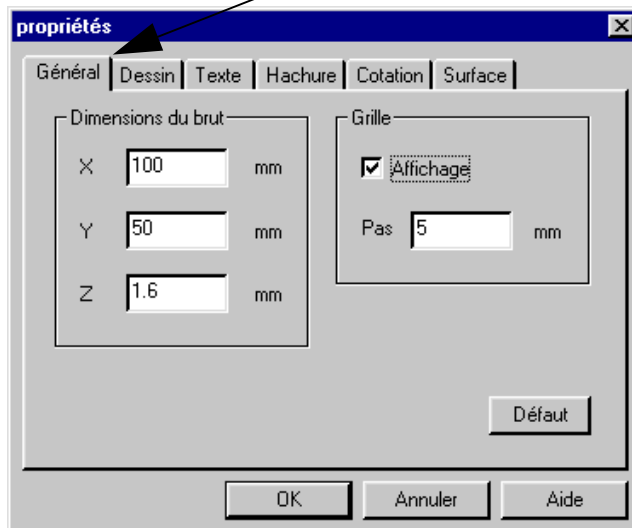 propriétés
Général Dessin Texte Hachure Cotation Surface
Dimensions du brut
X 100 mm
Y 50 mm
Z 1.6 mm
Grille
Affichage
Pas 5 mm
Défaut
OK Annuler Aide